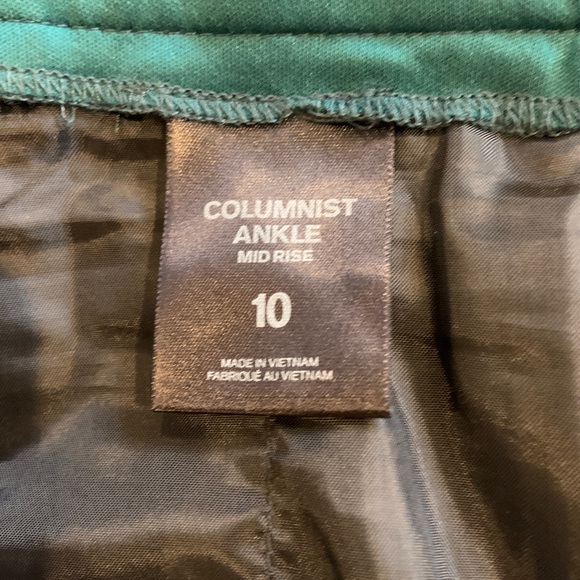 COLUMNIST
ANKLE
MID RISE
10
MADE IN VIETNAM
FABRIQUÉ AU VIETNAM